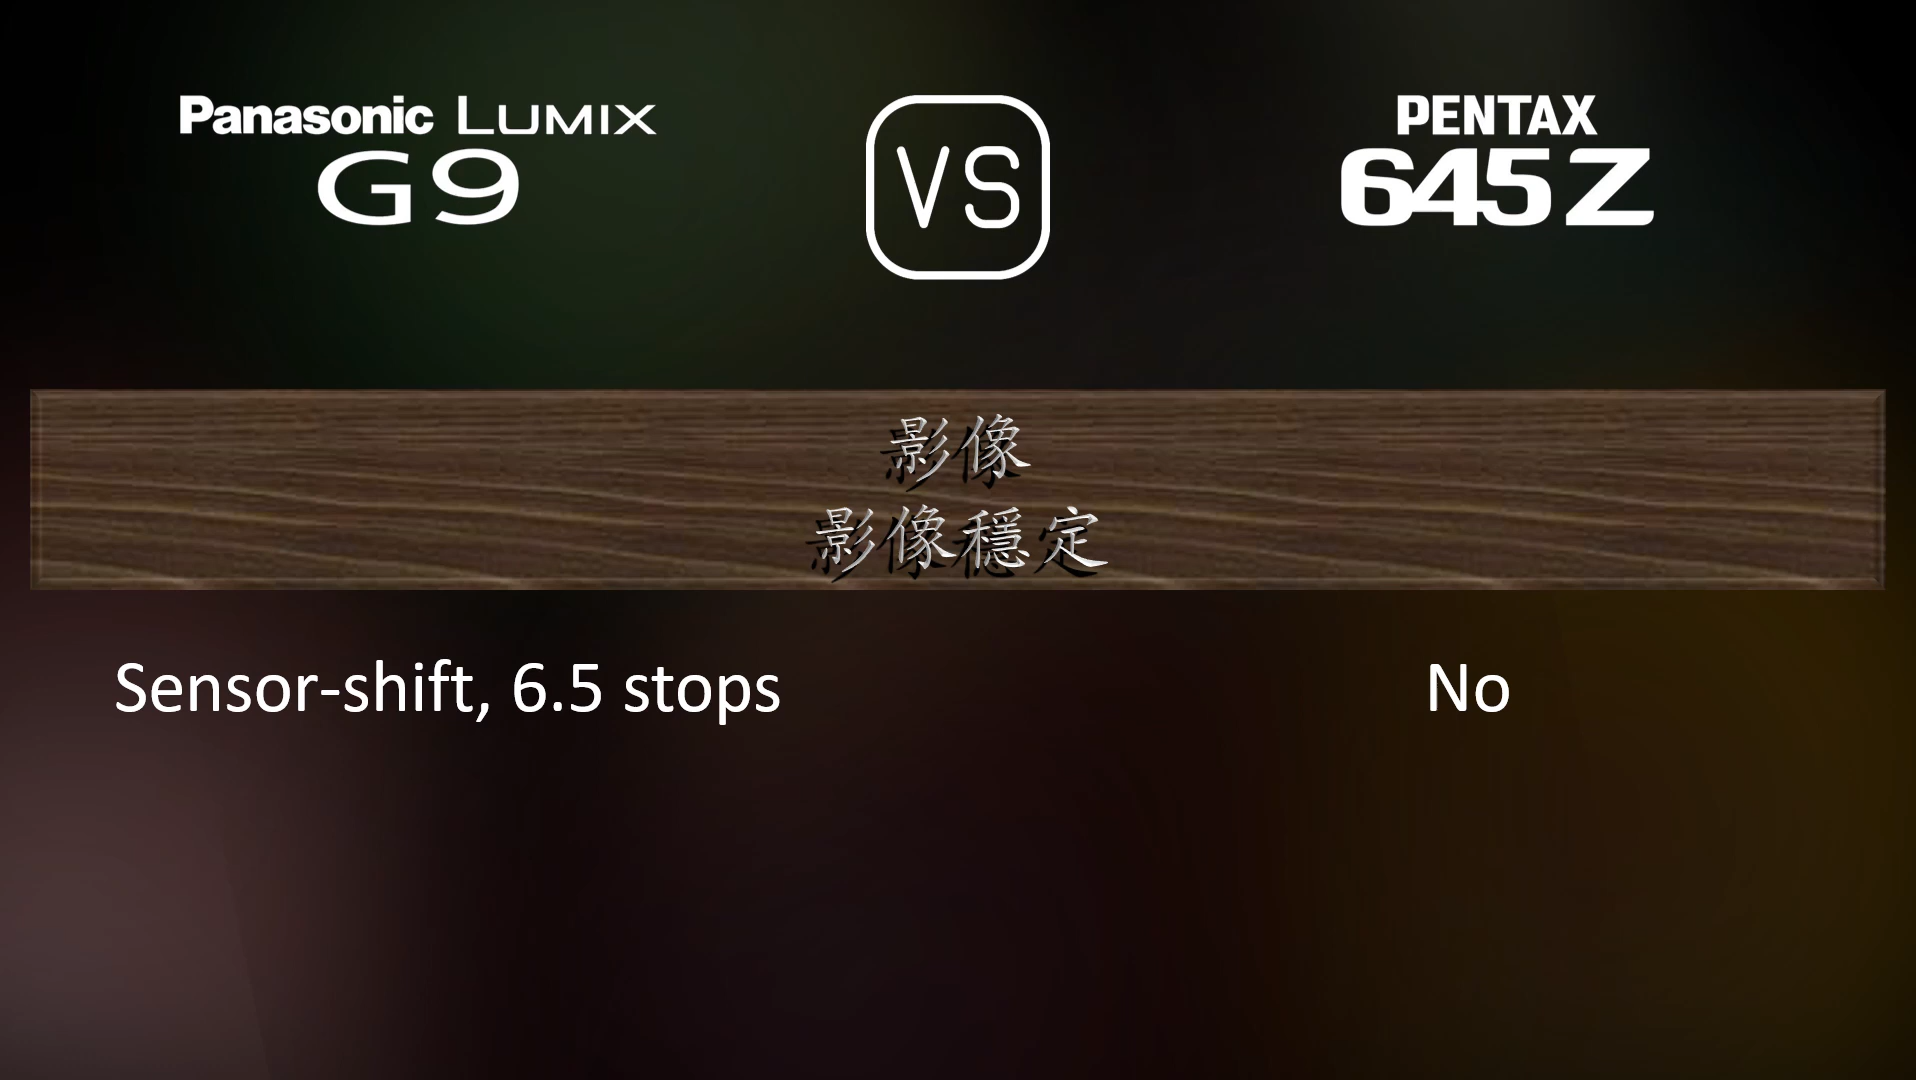 Panasonic LUMIX
G9
VS
PENTAX
645Z
影像
影像穩定
Sensor-shift, 6.5 stops
No